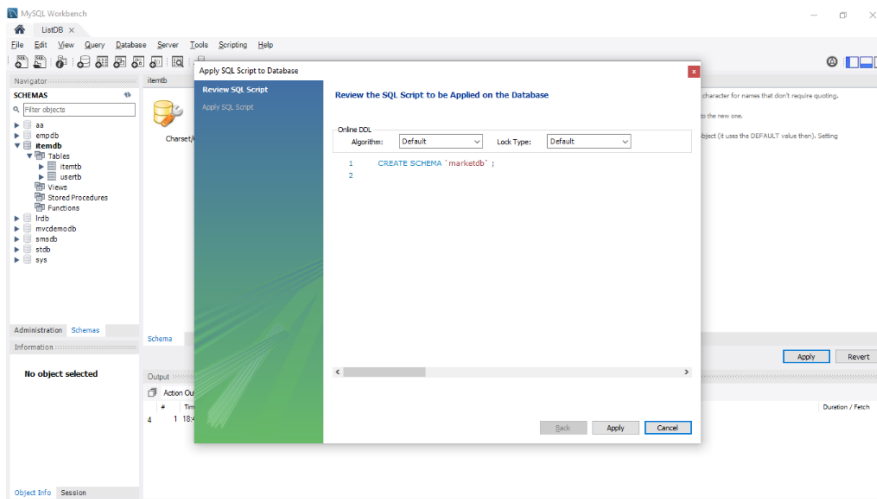 MySQL Workbench
ListDB ×
File Edit View Query Database Server Tools Scripting Help
Navigator
SCHEMAS
Filter objects
aa
empdb
itemdb
Tables
itemtb
usertb
Views
Stored Procedures
Functions
lrdb
mvcdemodb
smsdb
stdb
sys
Administration Schemas
Information
No object selected
Object Info Session
itemtb
Charset/
Schema
Output
Action Ou
# Tim
4 1 18:4
Apply SQL Script to Database
Review SQL Script
Apply SQL Script
Review the SQL Script to be Applied on the Database
Online DDL
Algorithm: Default Lock Type: Default
1 CREATE SCHEMA `marketdb` ;
2
Back Apply Cancel
character for names that don't require quoting.
to the new one.
bject (it uses the DEFAULT value then). Setting
Apply Revert
Duration / Fetch